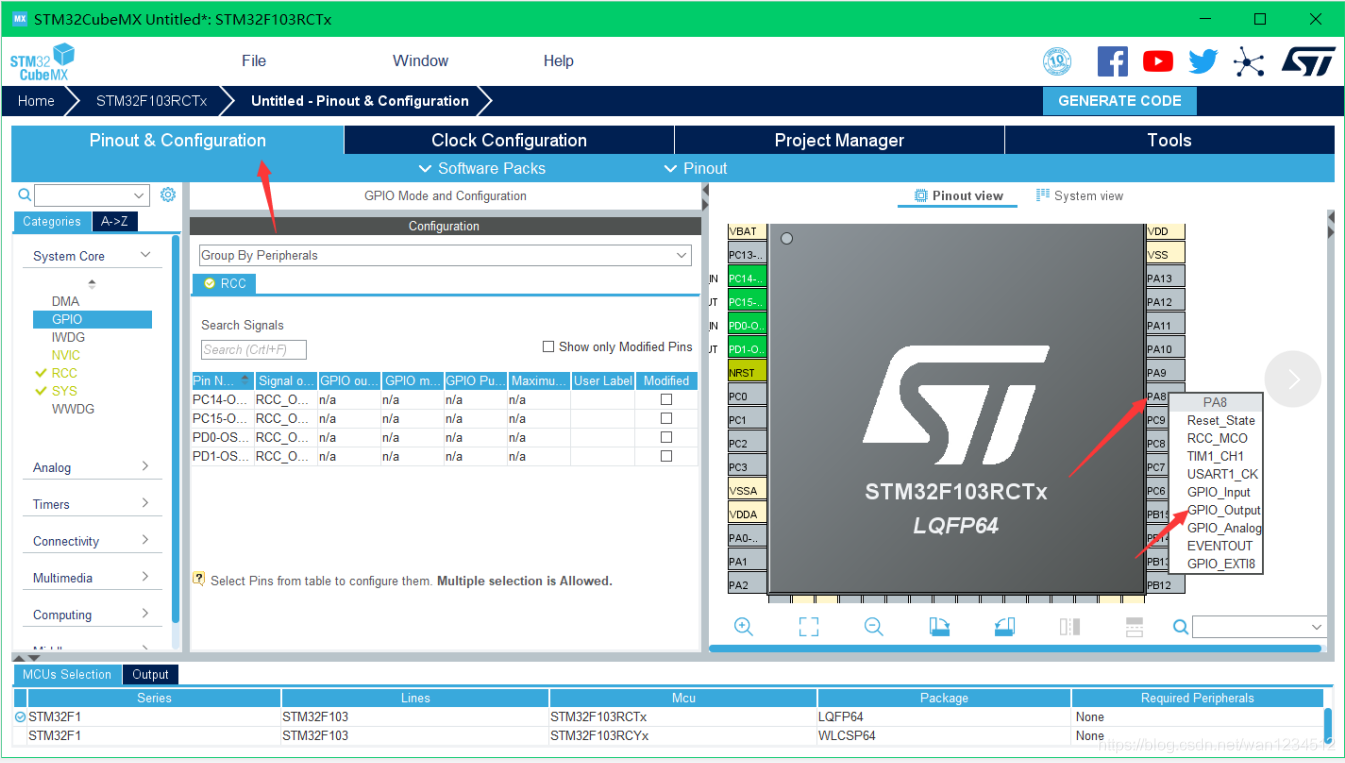 MX STM32CubeMX Untitled*: STM32F103RCTx
STM32
CubeMX
File Window Help
10
Home STM32F103RCTx Untitled - Pinout & Configuration GENERATE CODE
Pinout & Configuration Clock Configuration Project Manager Tools
Software Packs Pinout
GPIO Mode and Configuration
Pinout view System view
Categories A->Z
Configuration
System Core
DMA
GPIO
IWDG
NVIC
RCC
SYS
WWDG
Analog
Timers
Connectivity
Multimedia
Computing
Group By Peripherals
RCC
Search Signals
Search (Crtl+F)
Show only Modified Pins
Pin N... Signal o... GPIO ou... GPIO m... GPIO Pu... Maximu... User Label Modified
PC14-O... RCC_O... n/a n/a n/a n/a
PC15-O... RCC_O... n/a n/a n/a n/a
PD0-OS... RCC_O... n/a n/a n/a n/a
PD1-OS... RCC_O... n/a n/a n/a n/a
Select Pins from table to configure them. Multiple selection is Allowed.
VBAT
PC13-..
IN PC14-..
UT PC15-..
IN PD0-O..
UT PD1-O..
NRST
PC0
PC1
PC2
PC3
VSSA
VDDA
PA0-..
PA1
PA2
STM32F103RCTx
LQFP64
VDD
VSS
PA13
PA12
PA11
PA10
PA9
PA8
PC9
PC8
PC7
PC6
PB15
PB14
PB13
PB12
PA8
Reset_State
RCC_MCO
TIM1_CH1
USART1_CK
GPIO_Input
GPIO_Output
GPIO_Analog
EVENTOUT
GPIO_EXTI8
MCUs Selection Output
Series Lines Mcu Package Required Peripherals
STM32F1 STM32F103 STM32F103RCTx LQFP64 None
STM32F1 STM32F103 STM32F103RCYx WLCSP64 None
https://blog.csdn.net/wan1234512